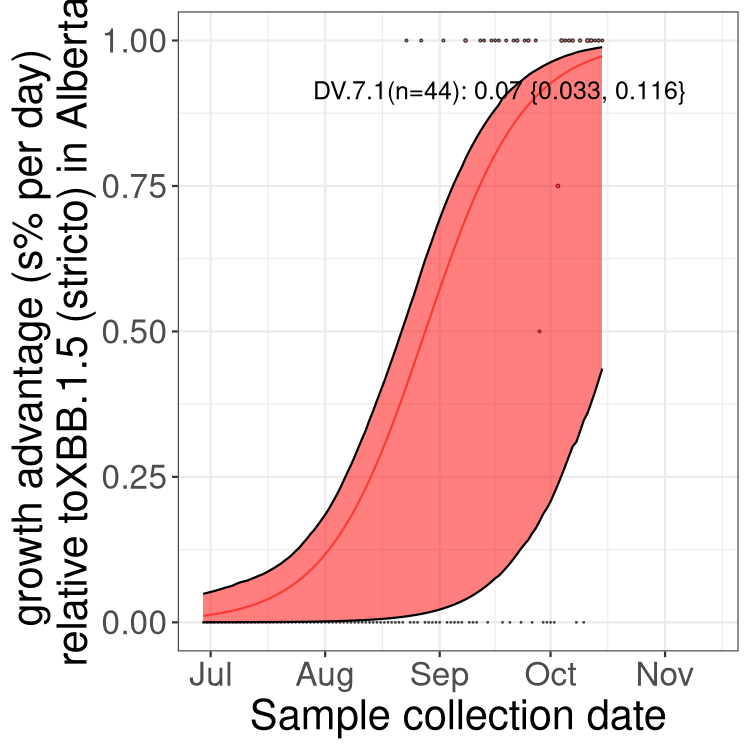 growth advantage (s% per day)
relative toXBB.1.5 (stricto) in Alberta
1.00
0.75
0.50
0.25
0.00
DV.7.1(n=44): 0.07 {0.033, 0.116}
Jul Aug Sep Oct Nov
Sample collection date